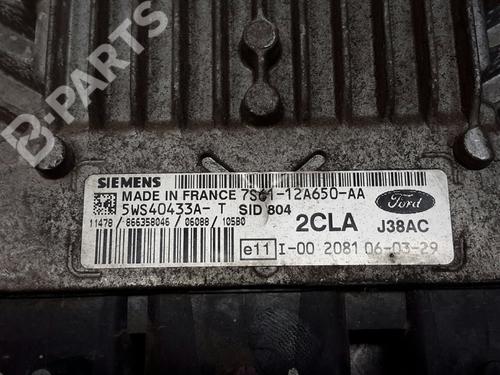 B-PARTS
SIEMENS
MADE IN FRANCE 7S61-12A650-AA
5WS40433A- T SID 804
11478 / 866358046 / 06088 / 10580
2CLA
Ford
J38AC
e11 I-00 2081 06-03-29